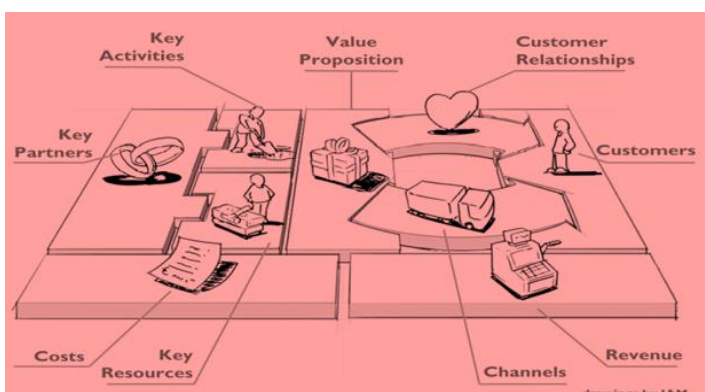 Key
Activities
Value
Proposition
Customer
Relationships
Key
Partners
Customers
Costs
Key
Resources
Channels
Revenue